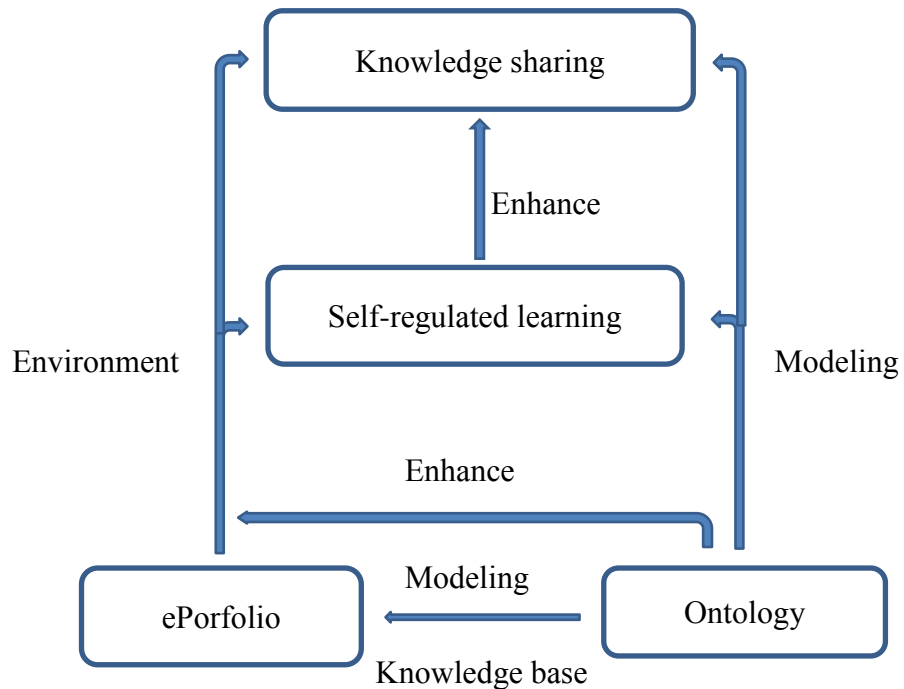 Knowledge sharing
Enhance
Self-regulated learning
Environment
Modeling
Enhance
ePorfolio
Modeling
Ontology
Knowledge base